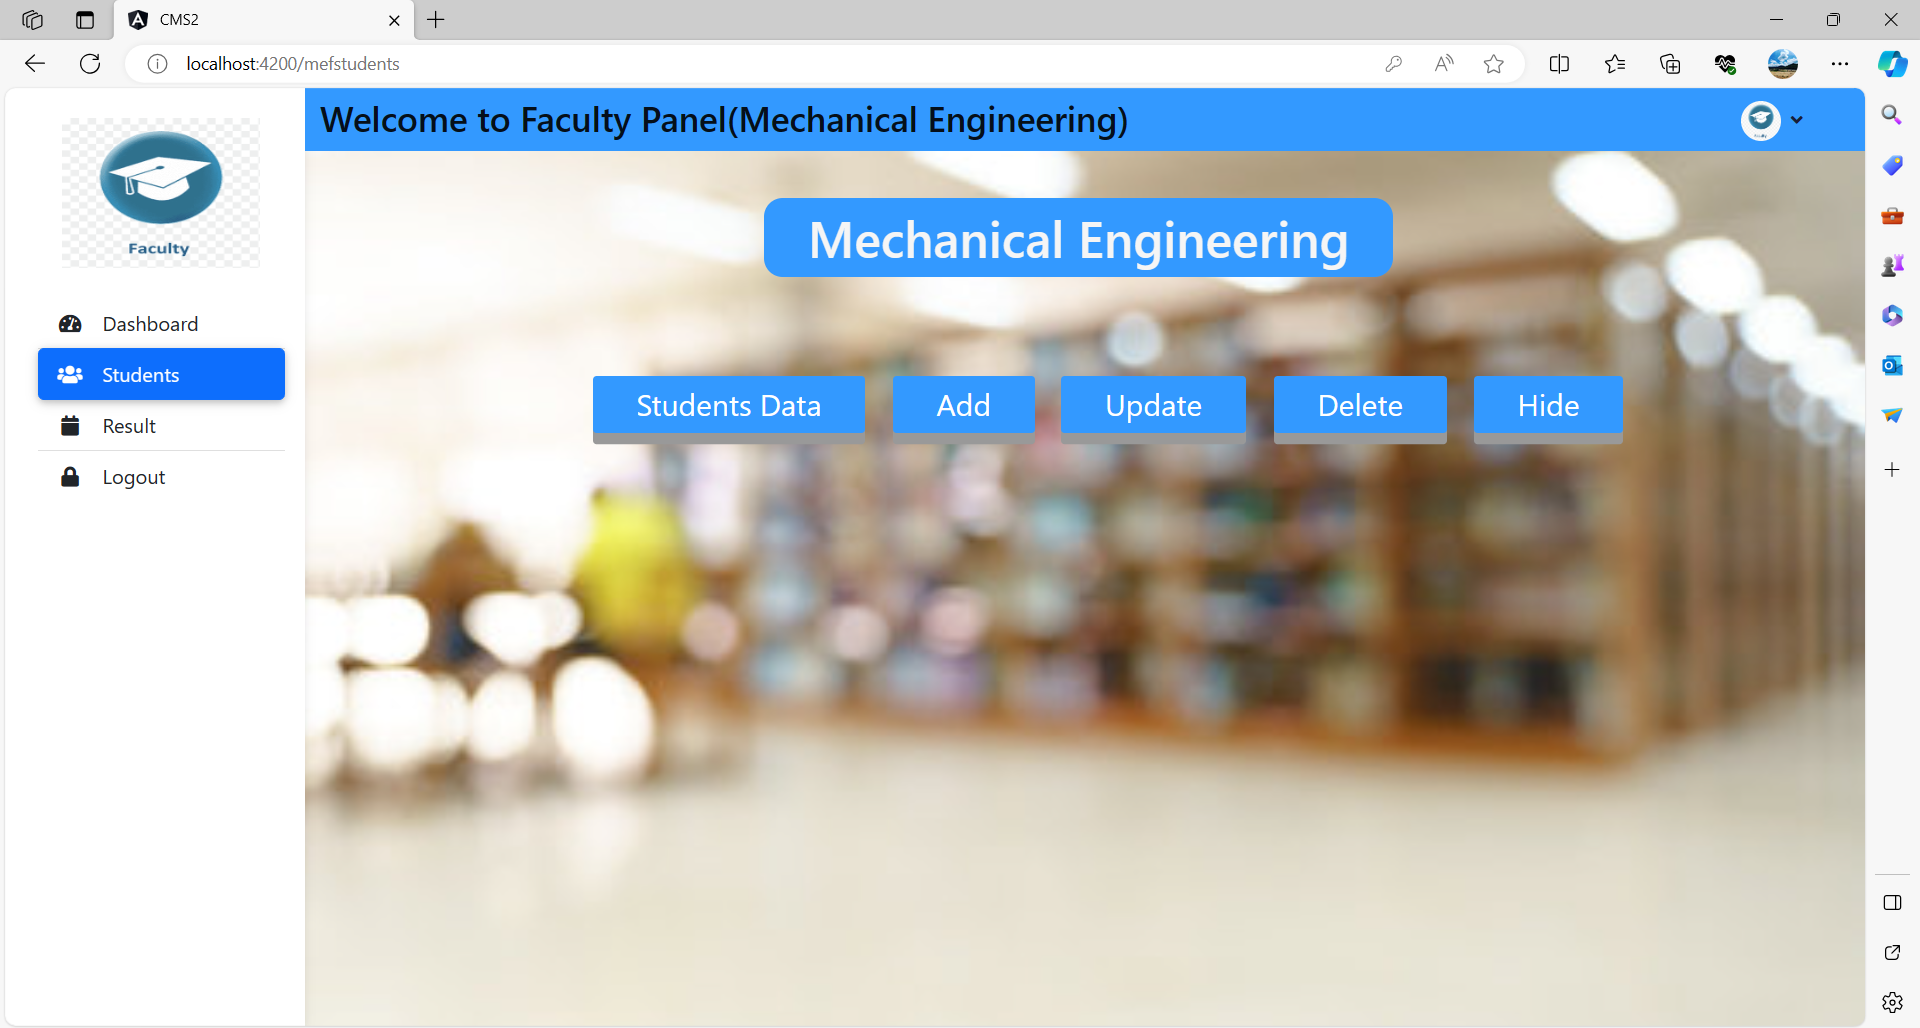 CMS2
localhost:4200/mefstudents
Welcome to Faculty Panel(Mechanical Engineering)
Faculty
Mechanical Engineering
Dashboard
Students
Result
Logout
Students Data Add Update Delete Hide